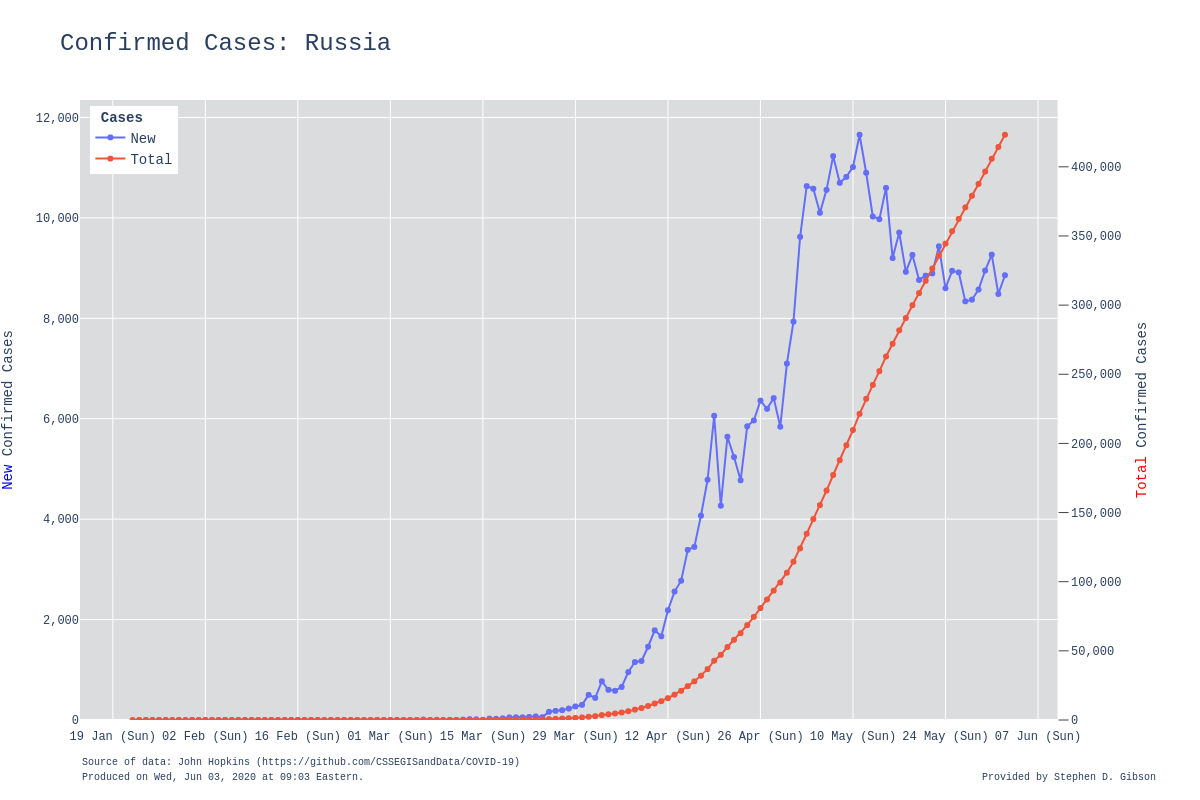 Confirmed Cases: Russia
Cases
New
Total
12,000
10,000
8,000
6,000
4,000
2,000
0
New Confirmed Cases
400,000
350,000
300,000
250,000
200,000
150,000
100,000
50,000
0
Total Confirmed Cases
19 Jan (Sun) 02 Feb (Sun) 16 Feb (Sun) 01 Mar (Sun) 15 Mar (Sun) 29 Mar (Sun) 12 Apr (Sun) 26 Apr (Sun) 10 May (Sun) 24 May (Sun) 07 Jun (Sun)
Source of data: John Hopkins (https://github.com/CSSEGISandData/COVID-19)
Produced on Wed, Jun 03, 2020 at 09:03 Eastern.
Provided by Stephen D. Gibson